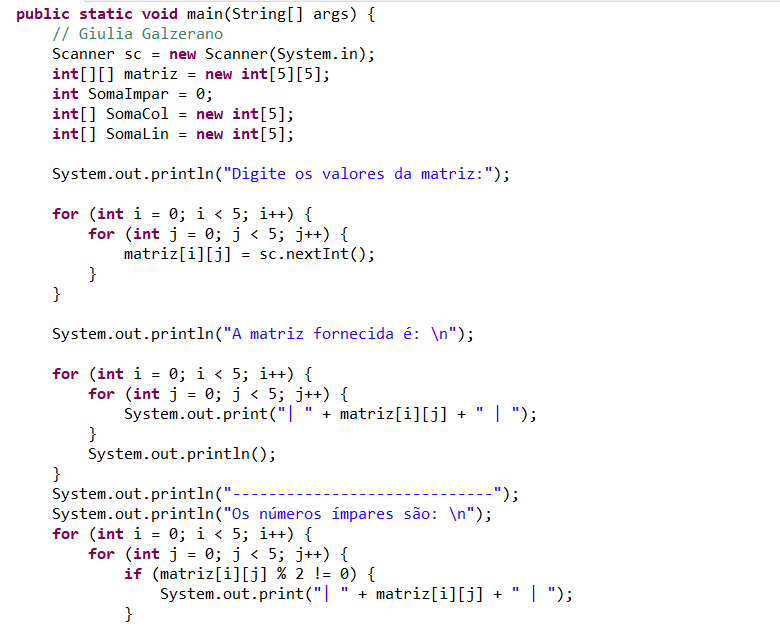 public static void main(String[] args) {
    // Giulia Galzerano
    Scanner sc = new Scanner(System.in);
    int[][] matriz = new int[5][5];
    int SomaImpar = 0;
    int[] SomaCol = new int[5];
    int[] SomaLin = new int[5];

    System.out.println("Digite os valores da matriz:");

    for (int i = 0; i < 5; i++) {
        for (int j = 0; j < 5; j++) {
            matriz[i][j] = sc.nextInt();
        }
    }

    System.out.println("A matriz fornecida é: \n");

    for (int i = 0; i < 5; i++) {
        for (int j = 0; j < 5; j++) {
            System.out.print("| " + matriz[i][j] + " | ");
        }
        System.out.println();
    }
    System.out.println("-----------------------------");
    System.out.println("Os números ímpares são: \n");
    for (int i = 0; i < 5; i++) {
        for (int j = 0; j < 5; j++) {
            if (matriz[i][j] % 2 != 0) {
                System.out.print("| " + matriz[i][j] + " | ");
            }